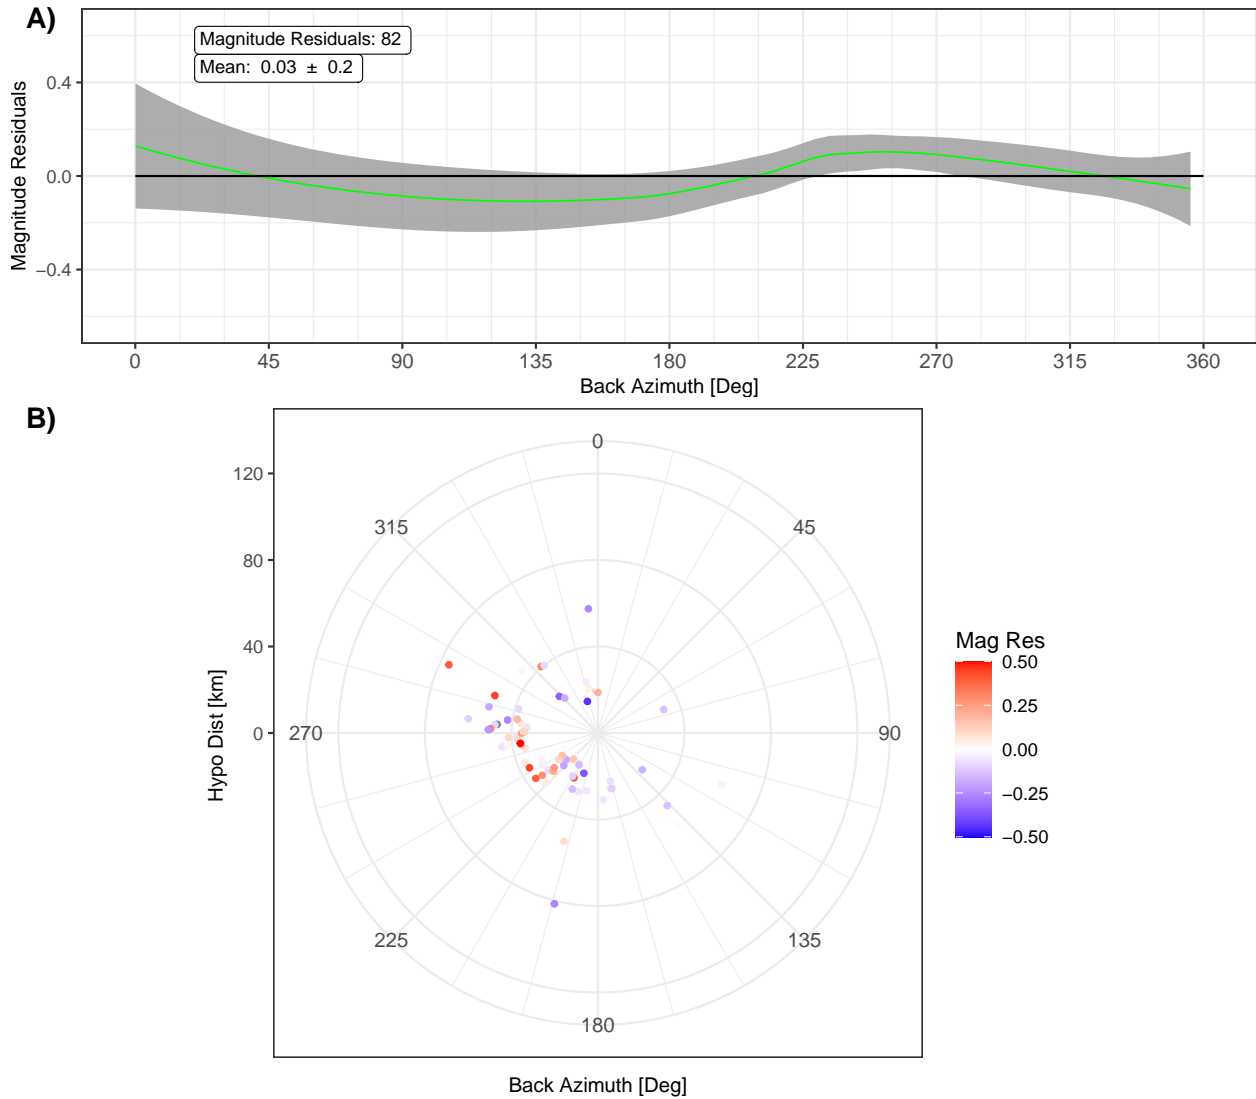 A)
Magnitude Residuals: 82
Mean: 0.03 ± 0.2
Magnitude Residuals
0.4
0.0
−0.4
0 45 90 135 180 225 270 315 360
Back Azimuth [Deg]
B)
Hypo Dist [km]
120
80
40
0
0
45
90
135
180
225
270
315
Back Azimuth [Deg]
Mag Res
0.50
0.25
0.00
−0.25
−0.50